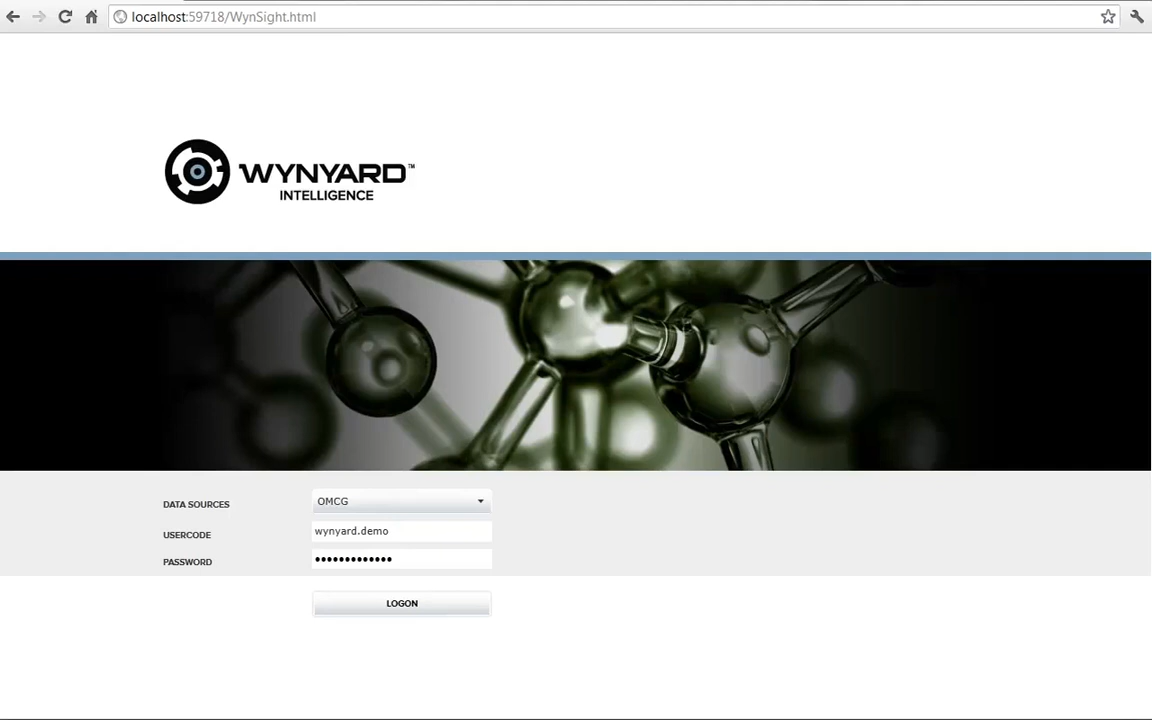 localhost:59718/WynSight.html
WYNYARD™
INTELLIGENCE
DATA SOURCES OMCG
USERCODE wynyard.demo
PASSWORD •••••••••••••
LOGON